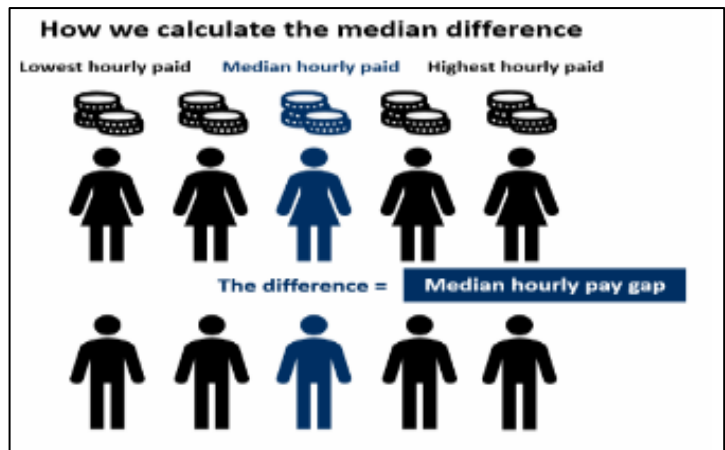 How we calculate the median difference
Lowest hourly paid Median hourly paid Highest hourly paid
The difference = Median hourly pay gap